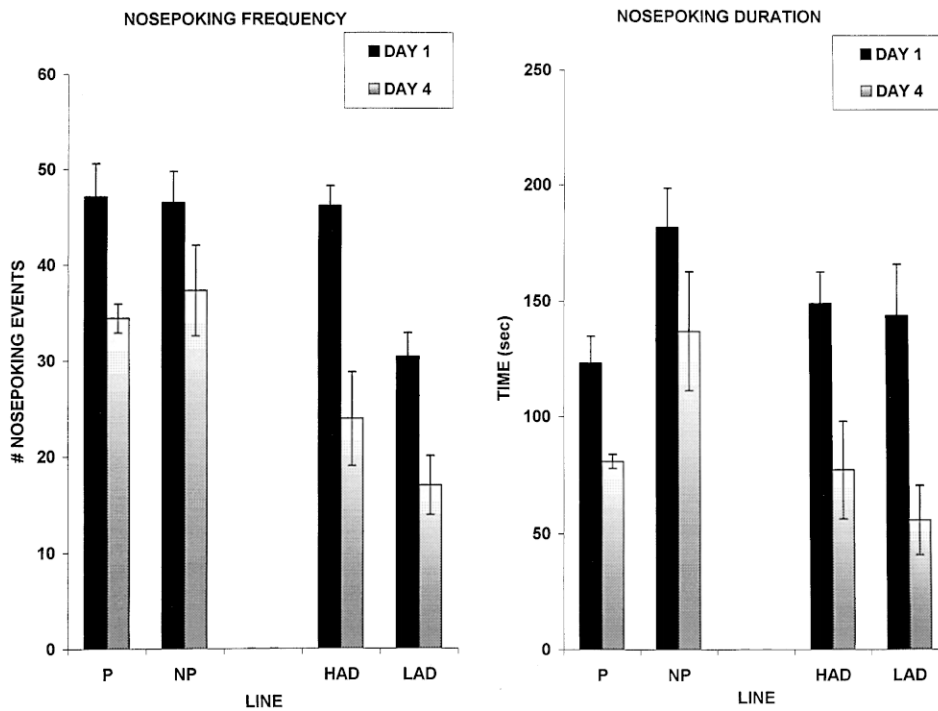 NOSEPOKING FREQUENCY
DAY 1
DAY 4
60
50
40
30
20
10
0
# NOSEPOKING EVENTS
P NP HAD LAD
LINE
NOSEPOKING DURATION
DAY 1
DAY 4
250
200
150
100
50
0
TIME (sec)
P NP HAD LAD
LINE